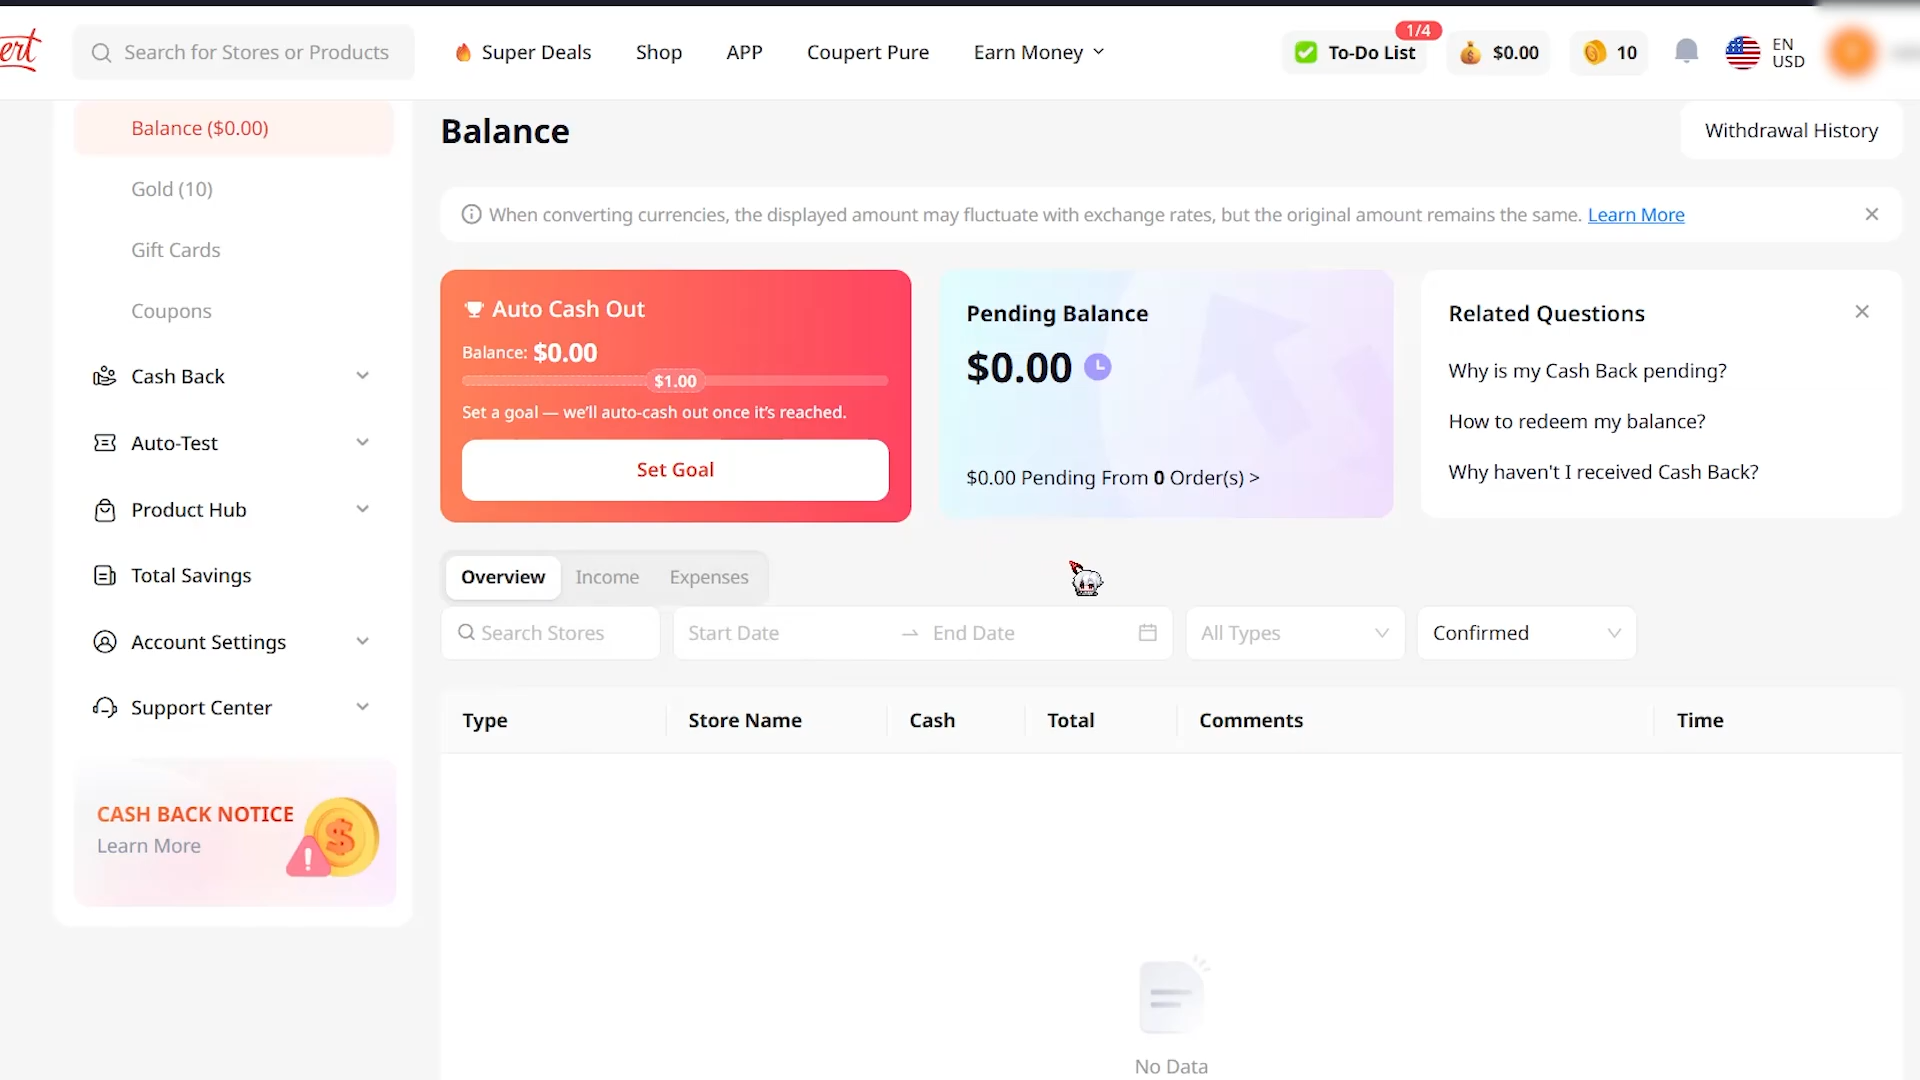 ert
Search for Stores or Products
Super Deals
Shop
APP
Coupert Pure
Earn Money
To-Do List
1/4
$0.00
10
EN
USD
Balance ($0.00)
Gold (10)
Gift Cards
Coupons
Cash Back
Auto-Test
Product Hub
Total Savings
Account Settings
Support Center
CASH BACK NOTICE
Learn More
Balance
Withdrawal History
When converting currencies, the displayed amount may fluctuate with exchange rates, but the original amount remains the same. Learn More
Auto Cash Out
Balance: $0.00
$1.00
Set a goal — we'll auto-cash out once it's reached.
Set Goal
Pending Balance
$0.00
$0.00 Pending From 0 Order(s) >
Related Questions
Why is my Cash Back pending?
How to redeem my balance?
Why haven't I received Cash Back?
Overview
Income
Expenses
Search Stores
Start Date
End Date
All Types
Confirmed
Type
Store Name
Cash
Total
Comments
Time
No Data